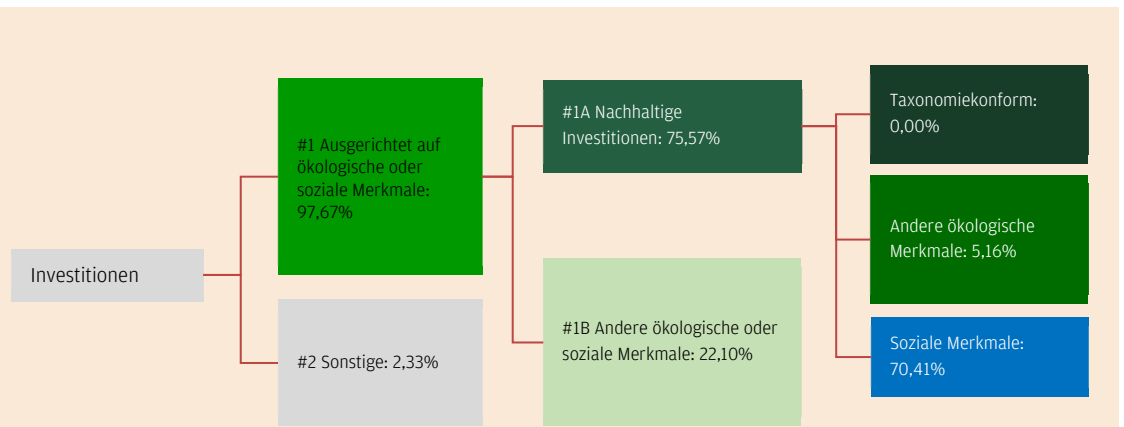 Investitionen
#1 Ausgerichtet auf
ökologische oder
soziale Merkmale:
97,67%
#2 Sonstige: 2,33%
#1A Nachhaltige
Investitionen: 75,57%
#1B Andere ökologische oder
soziale Merkmale: 22,10%
Taxonomiekonform:
0,00%
Andere ökologische
Merkmale: 5,16%
Soziale Merkmale:
70,41%